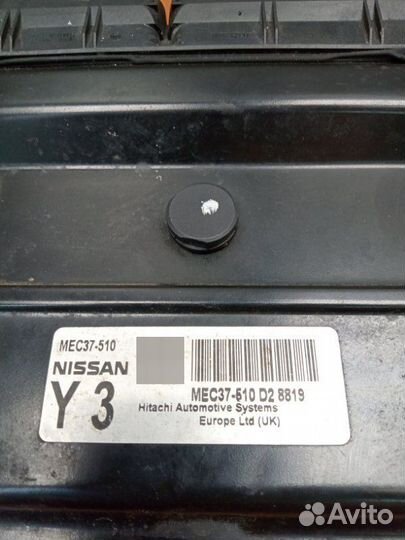 MEC37-510
NISSAN
MEC37-510 D2 8819
Y 3
Hitachi Automotive Systems
Europe Ltd (UK)
Avito